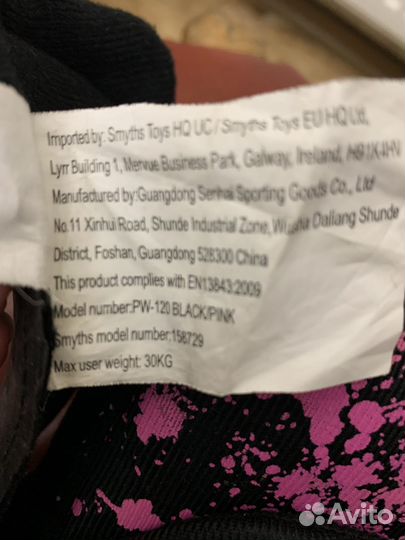 Imported by: Smyths Toys HQ UC / Smyths Toys EU HQ Ltd,
Lyrr Building 1, Mervue Business Park, Galway, Ireland, H91X4HV
Manufactured by:Guangdong Senhai Sporting Goods Co., Ltd
No.11 Xinhui Road, Shunde Industrial Zone, Daliang Shunde
District, Foshan, Guangdong 528300 China
This product complies with EN13843:2009
Model number:PW-120 BLACK/PINK
Smyths model number:158729
Max user weight: 30KG
Avito